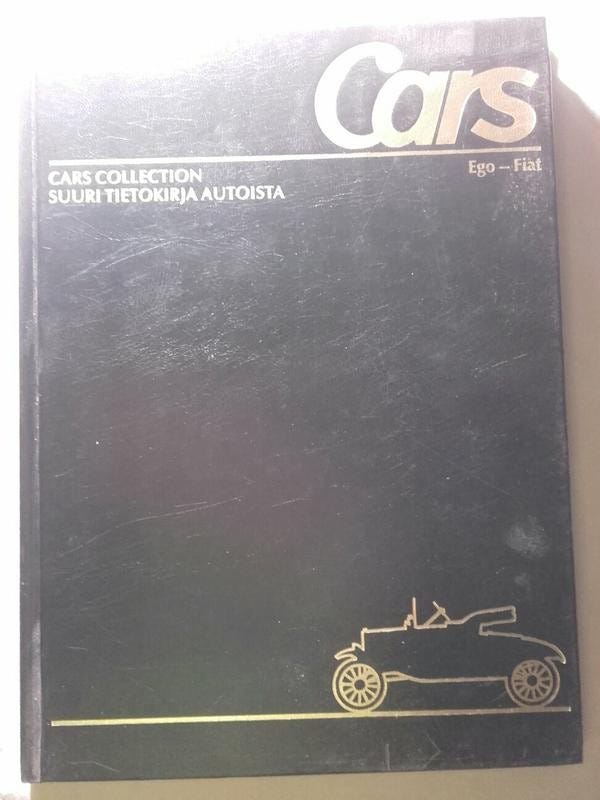 Cars
Ego – Fiat
CARS COLLECTION
SUURI TIETOKIRJA AUTOISTA